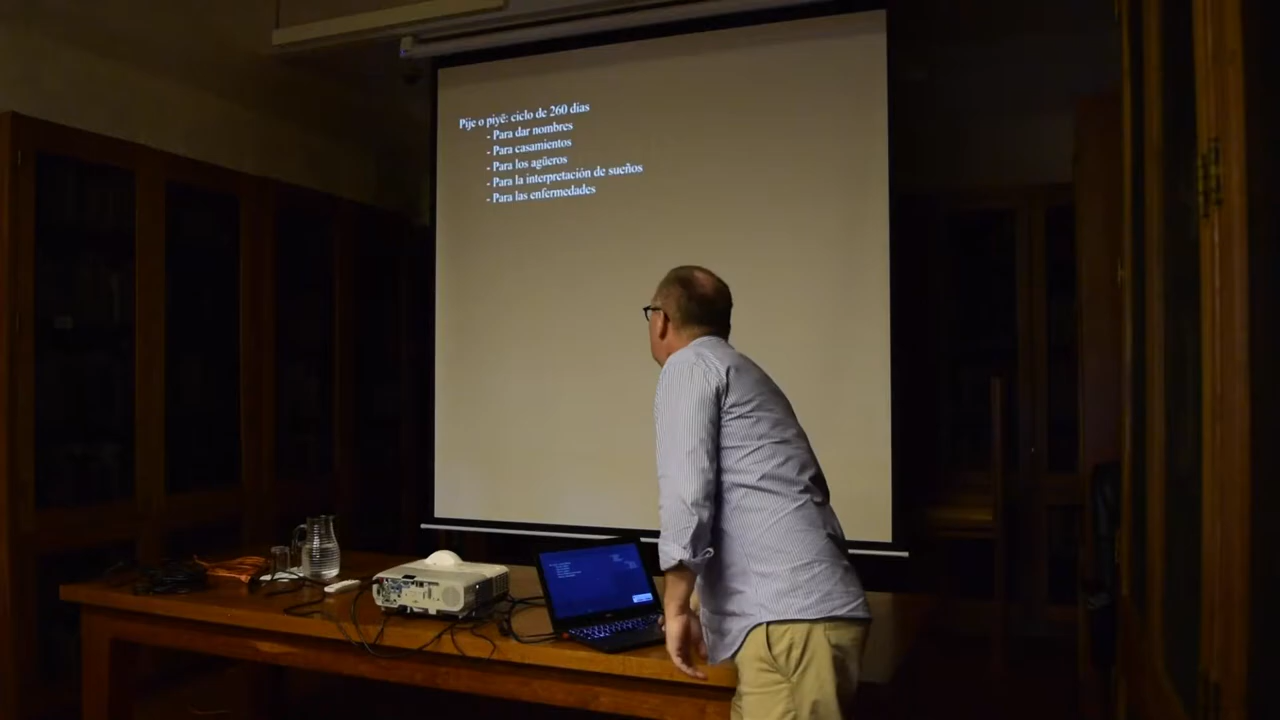 Pije o piyê: ciclo de 260 días
- Para dar nombres
- Para casamientos
- Para los agüeros
- Para la interpretación de sueños
- Para las enfermedades